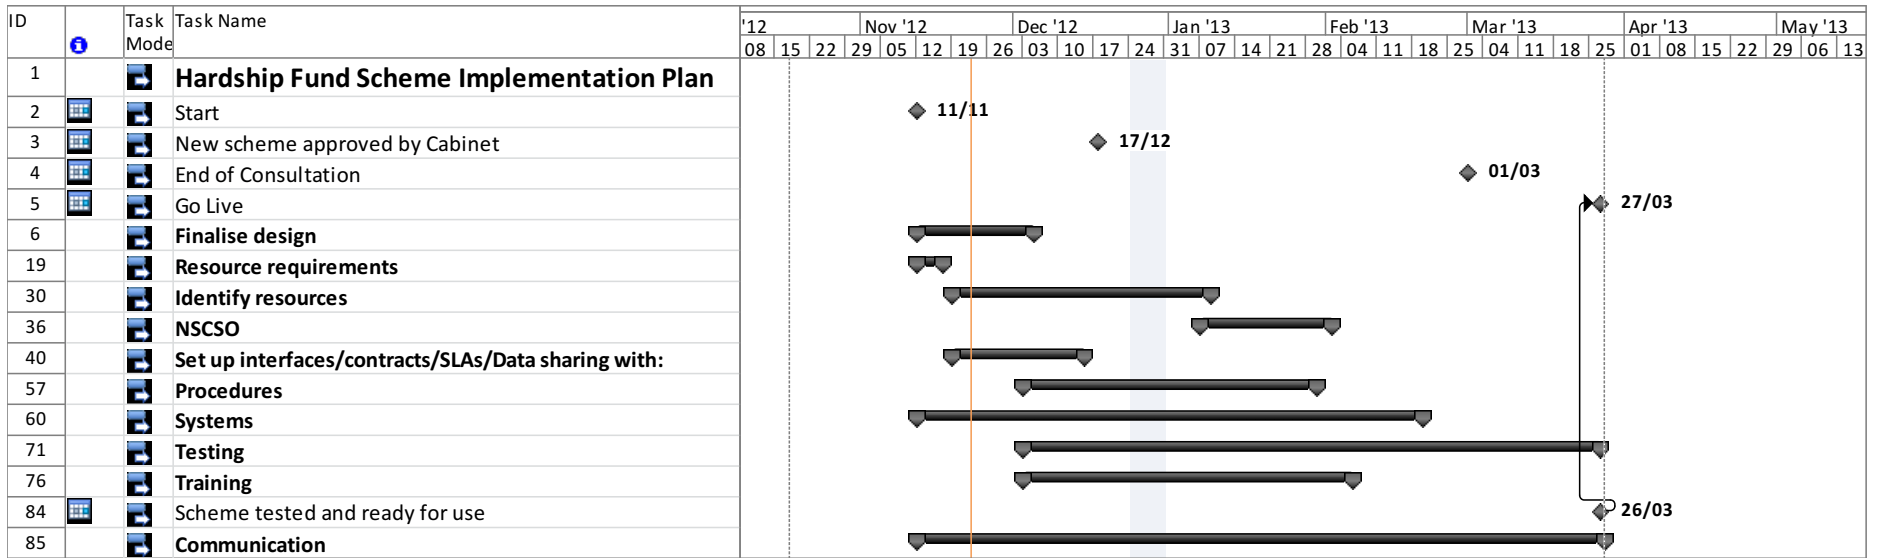 ID Task Mode Task Name '12 Nov '12 Dec '12 Jan '13 Feb '13 Mar '13 Apr '13 May '13
08 15 22 29 05 12 19 26 03 10 17 24 31 07 14 21 28 04 11 18 25 04 11 18 25 01 08 15 22 29 06 13
1 Hardship Fund Scheme Implementation Plan
2 Start 11/11
3 New scheme approved by Cabinet 17/12
4 End of Consultation 01/03
5 Go Live 27/03
6 Finalise design
19 Resource requirements
30 Identify resources
36 NSCSO
40 Set up interfaces/contracts/SLAs/Data sharing with:
57 Procedures
60 Systems
71 Testing
76 Training
84 Scheme tested and ready for use 26/03
85 Communication